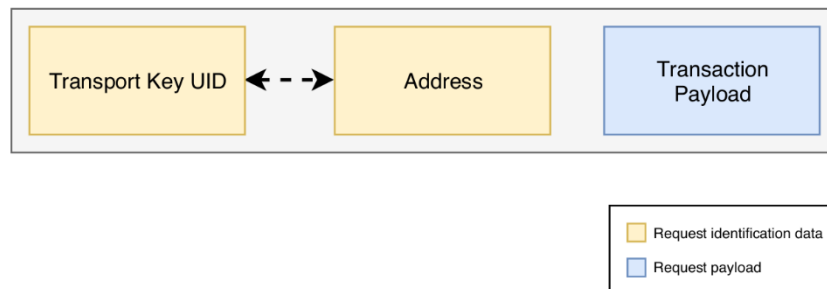 Transport Key UID
Address
Transaction
Payload
Request identification data
Request payload